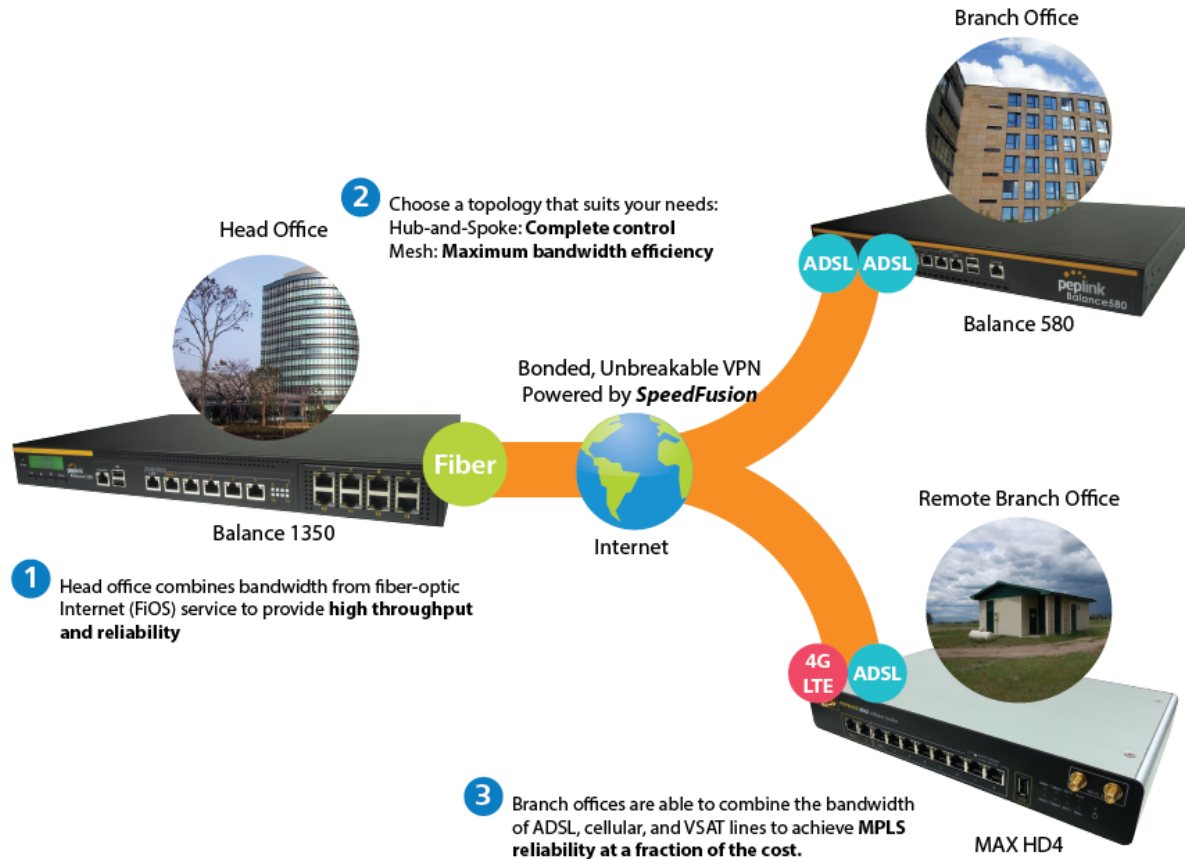 Branch Office
2
Choose a topology that suits your needs:
Hub-and-Spoke: Complete control
Mesh: Maximum bandwidth efficiency
Head Office
ADSL
ADSL
peplink
Balance580
Balance 580
Bonded, Unbreakable VPN
Powered by SpeedFusion
Fiber
peplink
Balance 1350
Internet
Remote Branch Office
1
Head office combines bandwidth from fiber-optic
Internet (FiOS) service to provide high throughput
and reliability
4G
LTE
ADSL
3
Branch offices are able to combine the bandwidth
of ADSL, cellular, and VSAT lines to achieve MPLS
reliability at a fraction of the cost.
MAX HD4